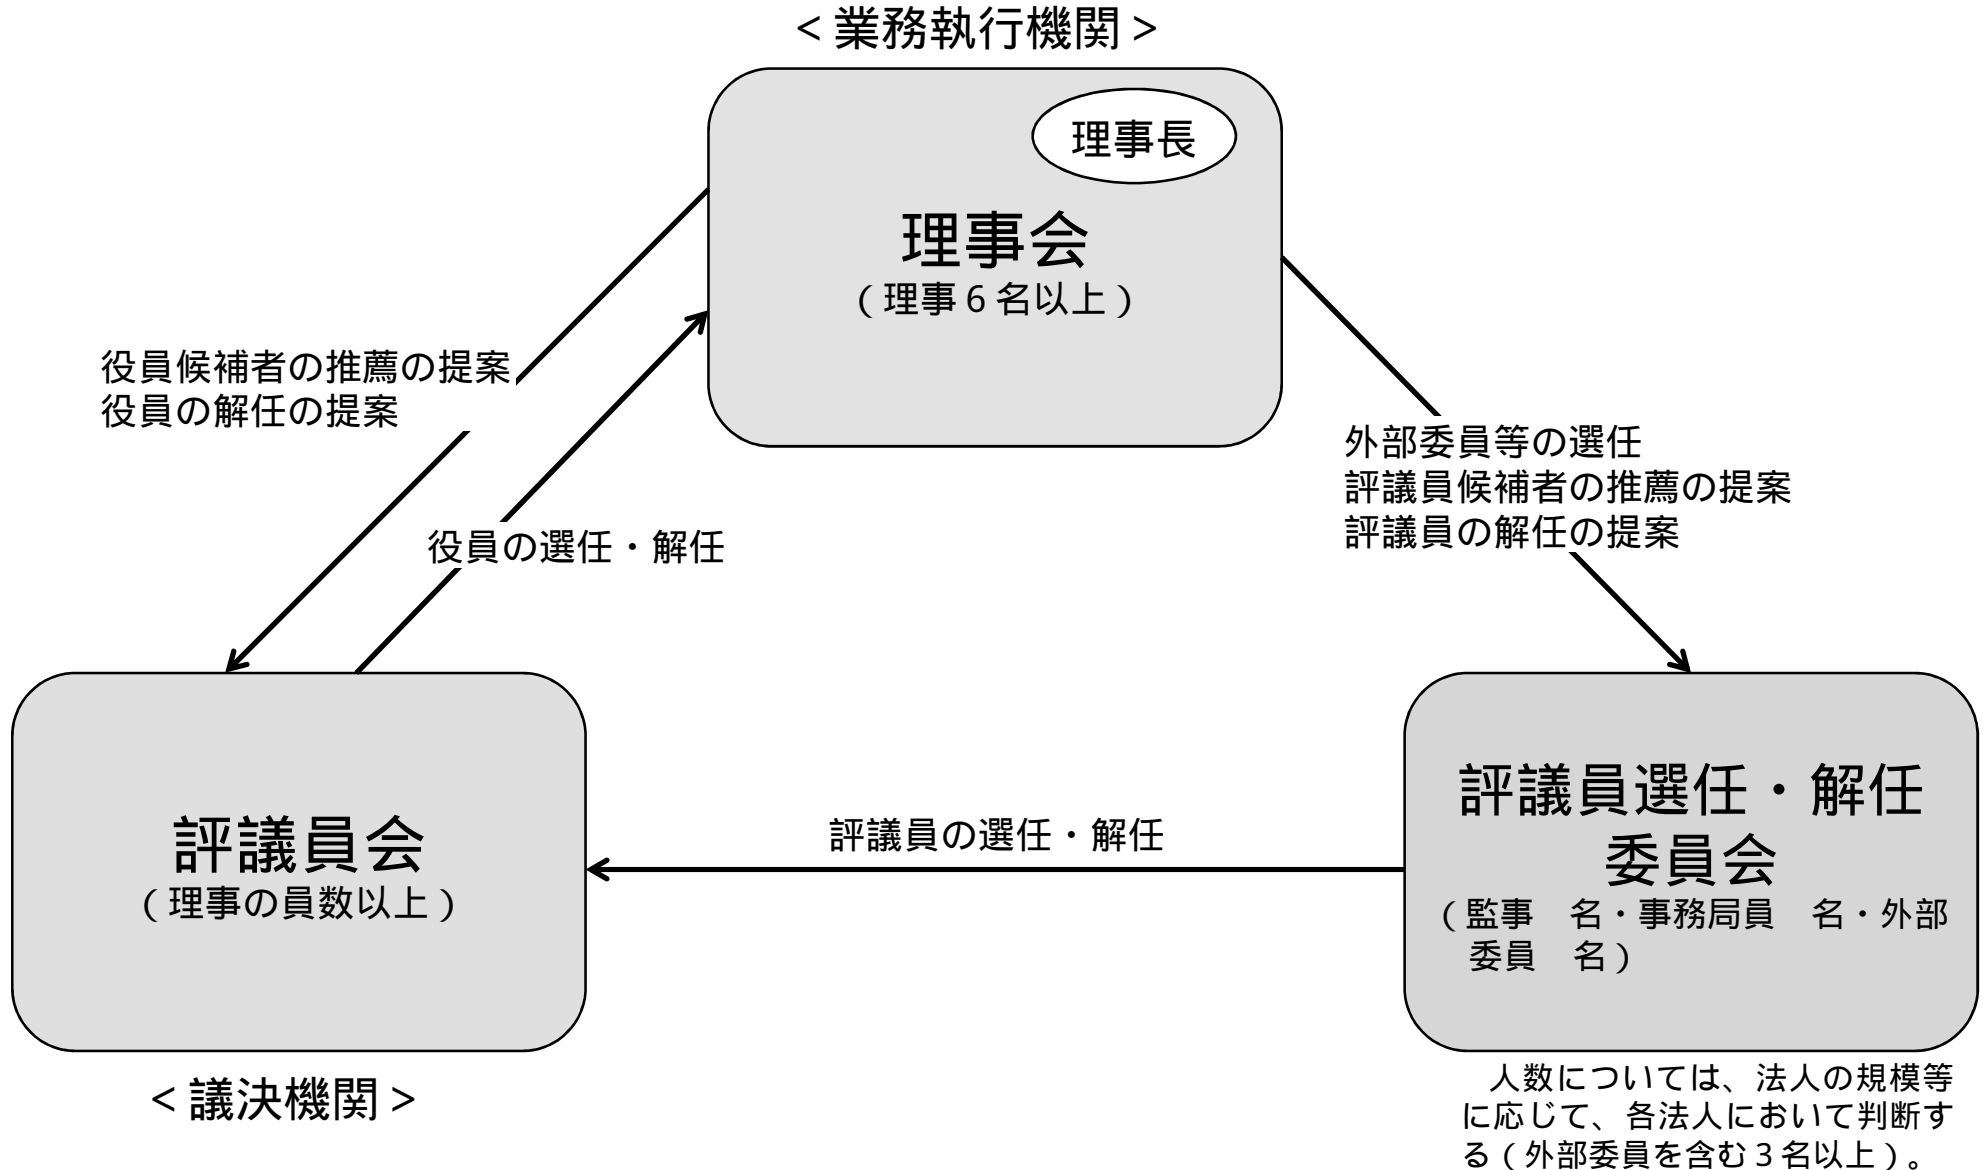 ＜業務執行機関＞
理事長
理事会
（理事６名以上）
役員候補者の推薦の提案
役員の解任の提案
外部委員等の選任
評議員候補者の推薦の提案
評議員の解任の提案
役員の選任・解任
評議員会
（理事の員数以上）
評議員の選任・解任
評議員選任・解任
委員会
（監事　名・事務局員　名・外部
委員　名）
＜議決機関＞
人数については、法人の規模等
に応じて、各法人において判断す
る（外部委員を含む３名以上）。